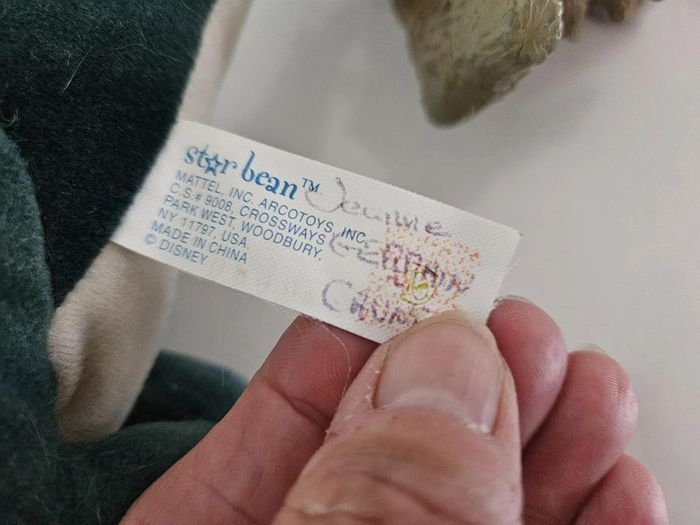 star bean™
MATTEL, INC. ARCOTOYS, INC.
C.S.# 9008, CROSSWAYS
PARK WEST, WOODBURY,
NY 11797, USA.
MADE IN CHINA
© DISNEY